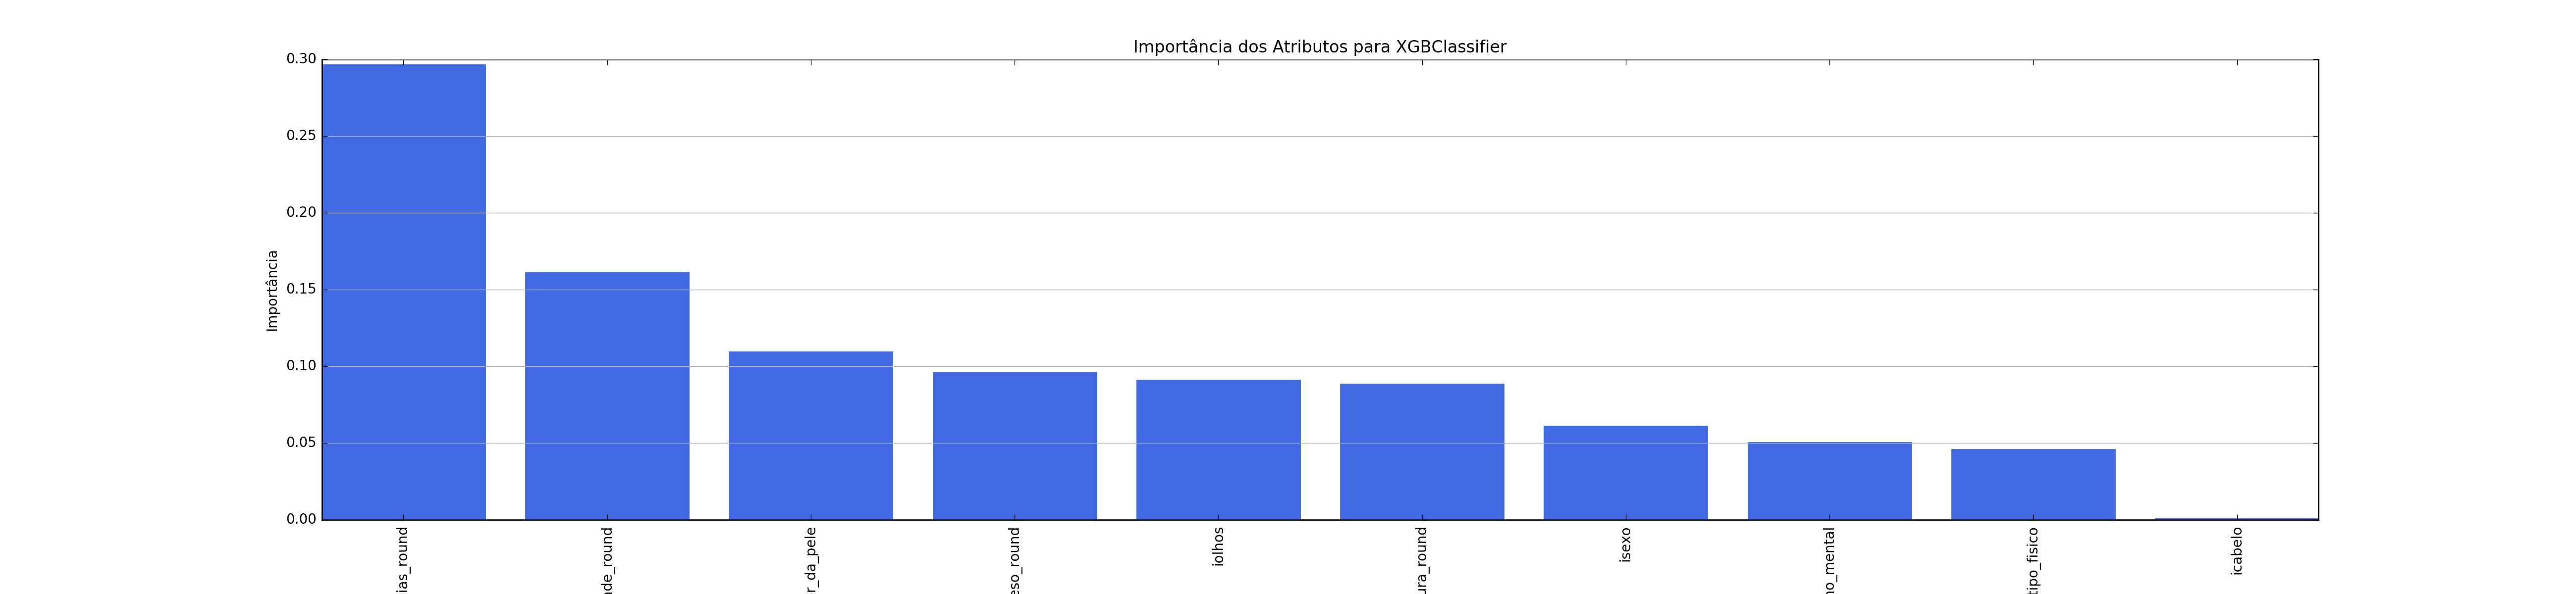 Importância dos Atributos para XGBClassifier
Importância
0.30
0.25
0.20
0.15
0.10
0.05
0.00
ias_round
de_round
r_da_pele
eso_round
iolhos
ura_round
isexo
o_mental
tipo_fisico
icabelo